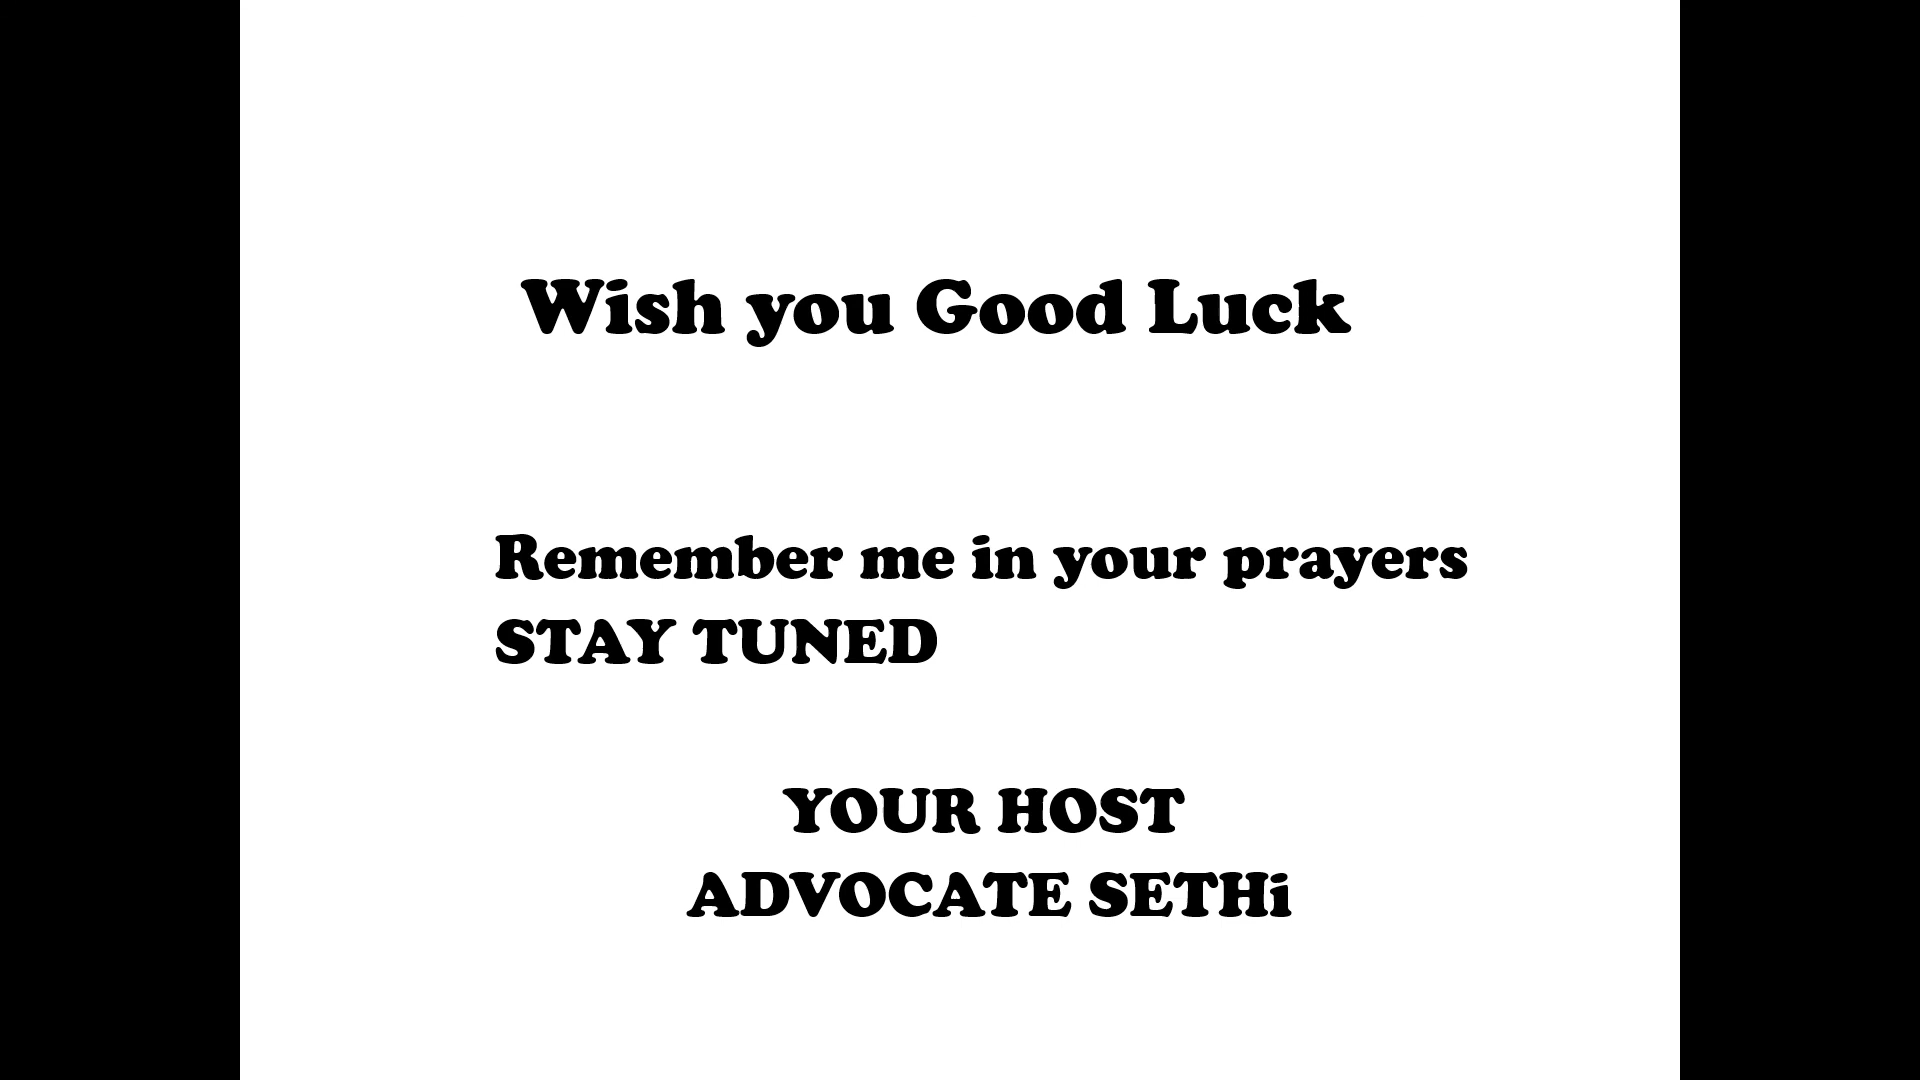 Wish you Good Luck
Remember me in your prayers
STAY TUNED
YOUR HOST
ADVOCATE SETHi